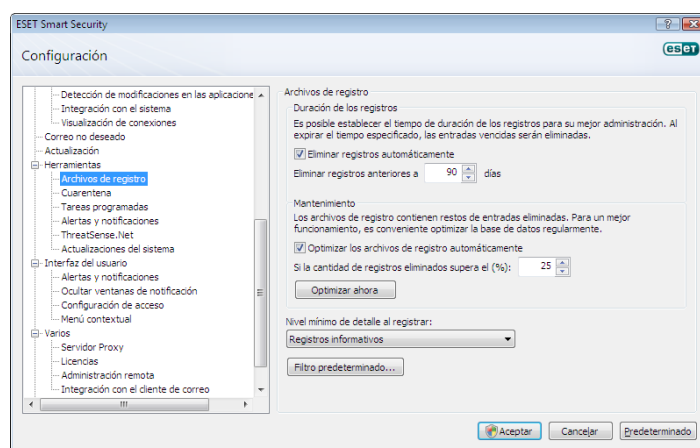 ESET Smart Security
Configuración
eset
Detección de modificaciones en las aplicacione
Integración con el sistema
Visualización de conexiones
Correo no deseado
Actualización
Herramientas
Archivos de registro
Cuarentena
Tareas programadas
Alertas y notificaciones
ThreatSense.Net
Actualizaciones del sistema
Interfaz del usuario
Alertas y notificaciones
Ocultar ventanas de notificación
Configuración de acceso
Menú contextual
Varios
Servidor Proxy
Licencias
Administración remota
Integración con el cliente de correo
Archivos de registro
Duración de los registros
Es posible establecer el tiempo de duración de los registros para su mejor administración. Al
expirar el tiempo especificado, las entradas vencidas serán eliminadas.
Eliminar registros automáticamente
Eliminar registros anteriores a 90 días
Mantenimiento
Los archivos de registro contienen restos de entradas eliminadas. Para un mejor
funcionamiento, es conveniente optimizar la base de datos regularmente.
Optimizar los archivos de registro automáticamente
Si la cantidad de registros eliminados supera el (%): 25
Optimizar ahora
Nivel mínimo de detalle al registrar:
Registros informativos
Filtro predeterminado...
Aceptar Cancelar Predeterminado